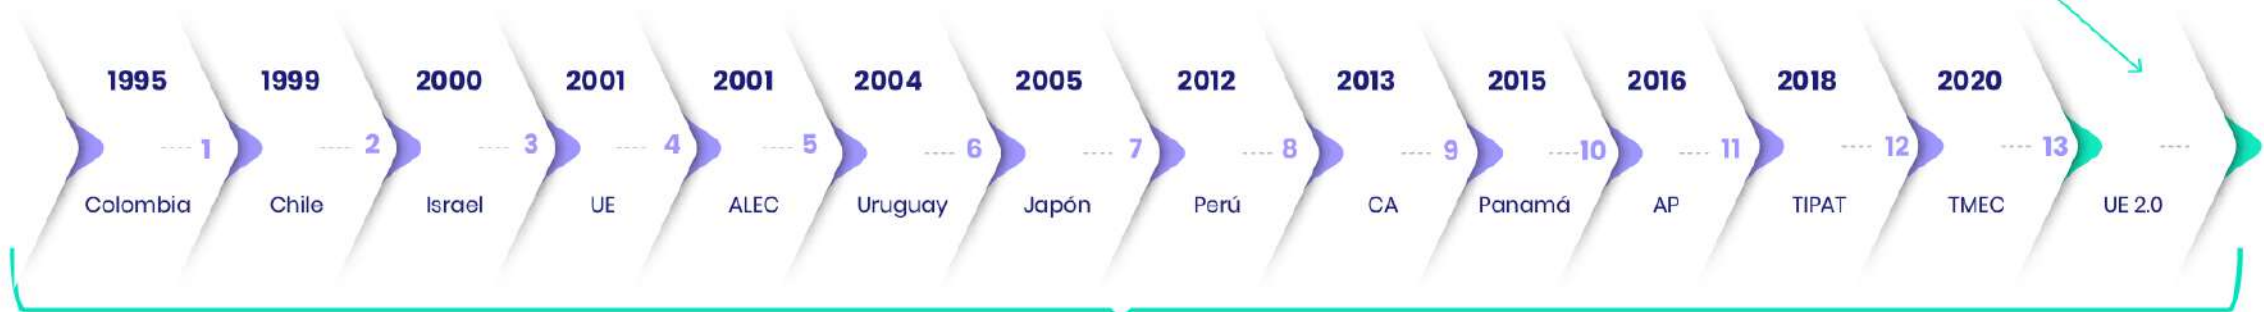 1995 1999 2000 2001 2001 2004 2005 2012 2013 2015 2016 2018 2020
---- 1 ---- 2 ---- 3 ---- 4 ---- 5 ---- 6 ---- 7 ---- 8 ---- 9 ----10 ---- 11 ---- 12 ---- 13 ----
Colombia Chile Israel UE ALEC Uruguay Japón Perú CA Panamá AP TIPAT TMEC UE 2.0